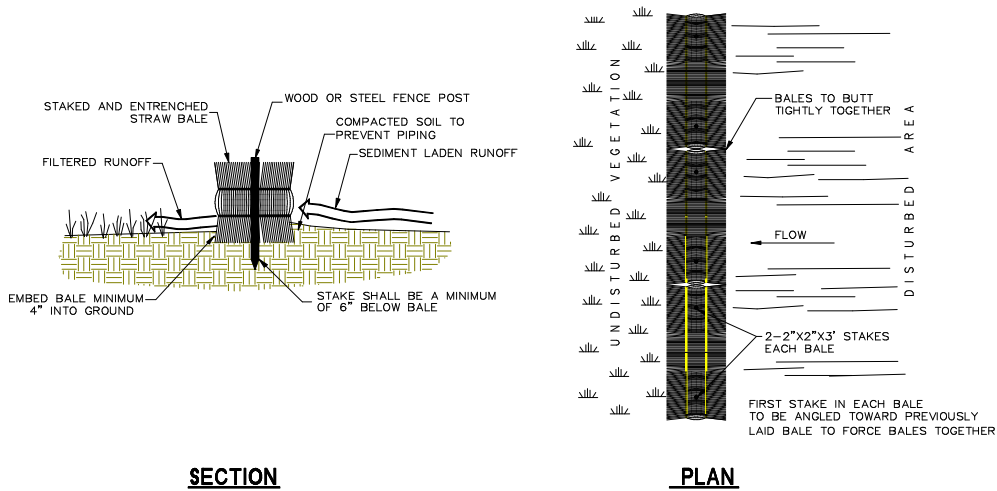 STAKED AND ENTRENCHED
STRAW BALE
WOOD OR STEEL FENCE POST
COMPACTED SOIL TO
PREVENT PIPING
FILTERED RUNOFF
SEDIMENT LADEN RUNOFF
EMBED BALE MINIMUM
4" INTO GROUND
STAKE SHALL BE A MINIMUM
OF 6" BELOW BALE
SECTION
UNDISTURBED VEGETATION
BALES TO BUTT
TIGHTLY TOGETHER
DISTURBED AREA
FLOW
2-2"X2"X3' STAKES
EACH BALE
FIRST STAKE IN EACH BALE
TO BE ANGLED TOWARD PREVIOUSLY
LAID BALE TO FORCE BALES TOGETHER
PLAN